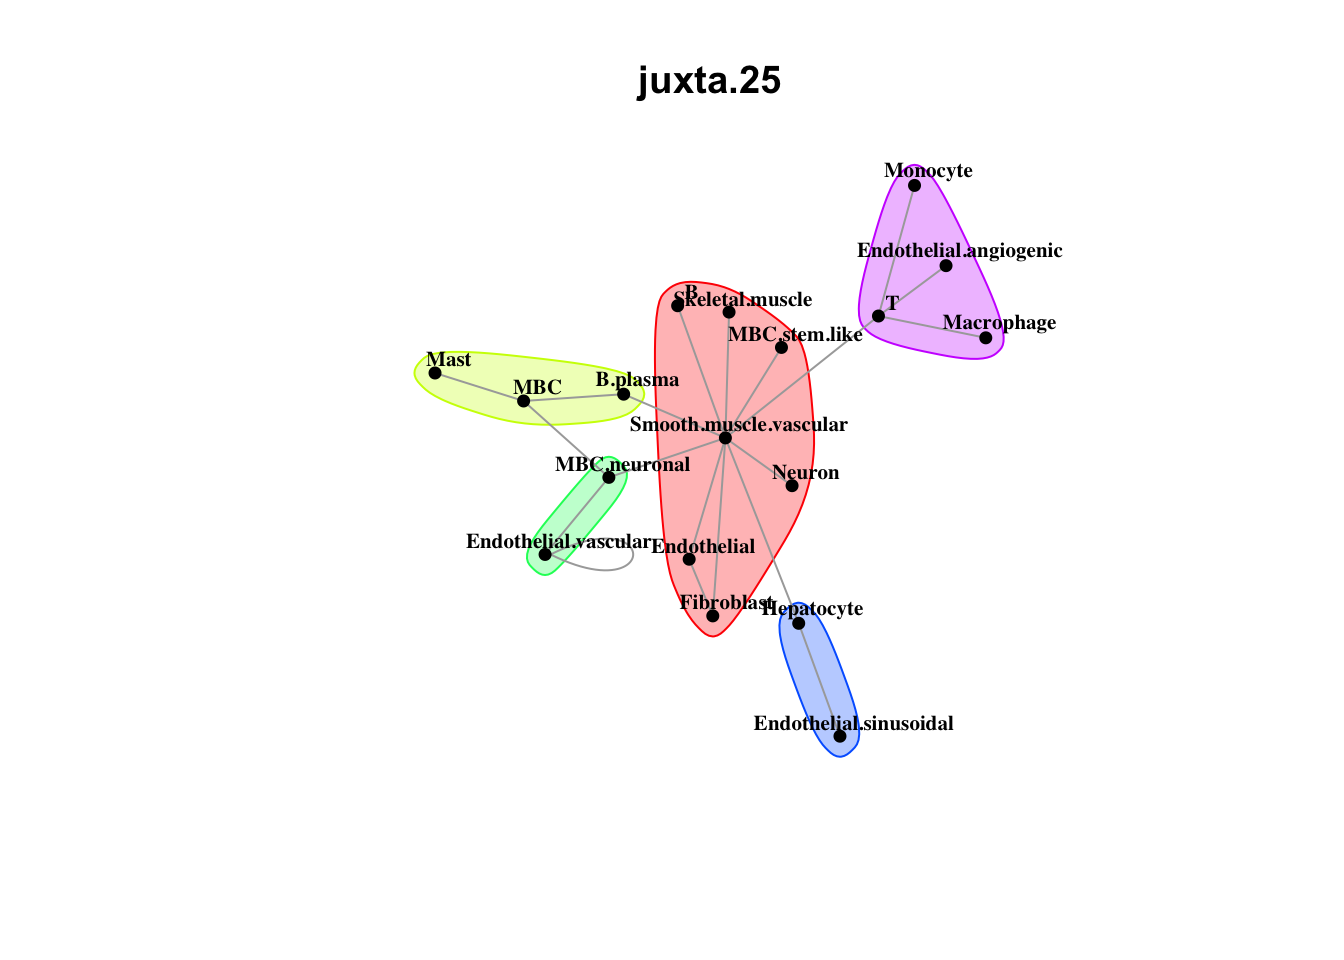 juxta.25
Monocyte
Endothelial.angiogenic
B
Skeletal.muscle
T
Macrophage
MBC.stem.like
Mast
MBC
B.plasma
Smooth.muscle.vascular
MBC.neuronal
Neuron
Endothelial.vascular
Endothelial
Fibroblast
Hepatocyte
Endothelial.sinusoidal